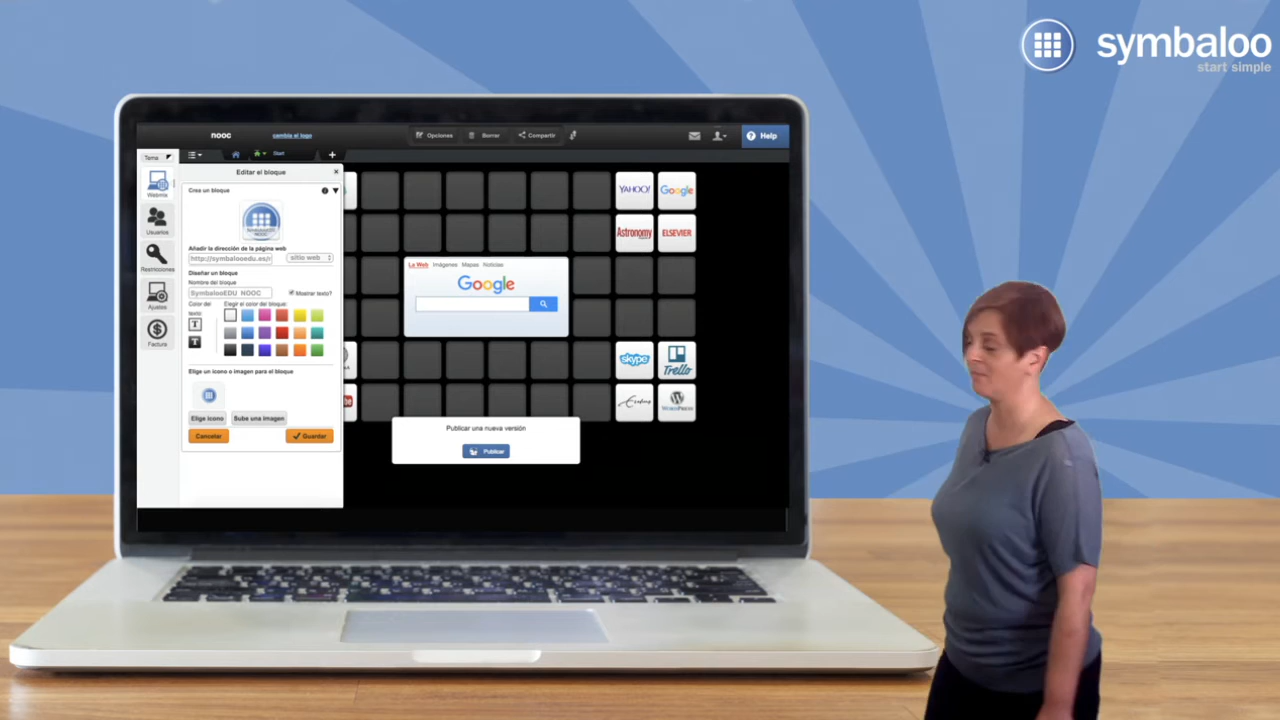 symbaloo
start simple
nooc
cambia el logo
Opciones
Borrar
Compartir
Help
Tema
Start
Webmix
Usuarios
Restricciones
Ajustes
Factura
Editar el bloque
Crea un bloque
Añadir la dirección de la página web
http://symbalooedu.es/
sitio web
Diseñar un bloque
Nombre del bloque
SymbalooEDU NOOC
Mostrar texto?
Color del texto:
Elegir el color del bloque:
T
T
Elige un icono o imagen para el bloque
Elige icono
Sube una imagen
Cancelar
Guardar
YAHOO!
Google
Astronomy
ELSEVIER
La Web
Imágenes
Mapas
Noticias
Google
skype
Trello
WordPress
Publicar una nueva versión
Publicar